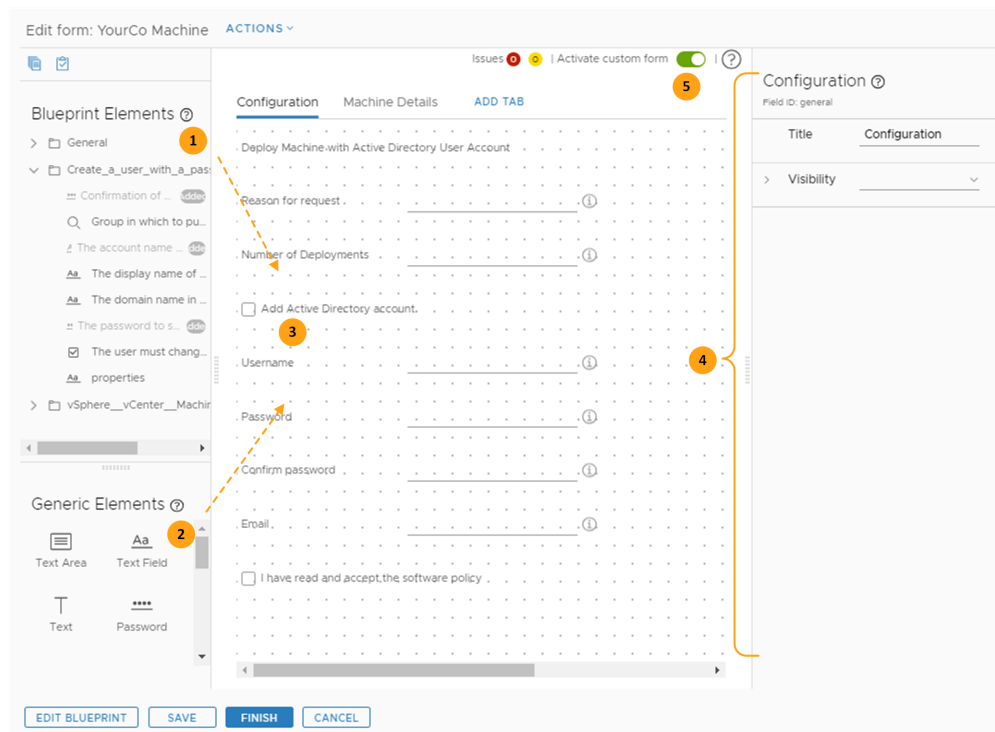 Edit form: YourCo Machine ACTIONS
Issues 0 0 | Activate custom form | ?
5
Blueprint Elements ?
1
General
Create_a_user_with_a_pas
Confirmation of ...
Group in which to pu...
The account name ...
The display name of ...
Aa The domain name in ...
The password to s...
The user must chang...
Aa properties
vSphere__vCenter__Machin
Generic Elements ?
2
Text Area
Aa Text Field
T Text
Password
Configuration Machine Details ADD TAB
Deploy Machine with Active Directory User Account
Reason for request
Number of Deployments
Add Active Directory account.
3
Username
Password
Confirm password
Email
I have read and accept the software policy
4
Configuration ?
Field ID: general
Title Configuration
Visibility
EDIT BLUEPRINT SAVE FINISH CANCEL